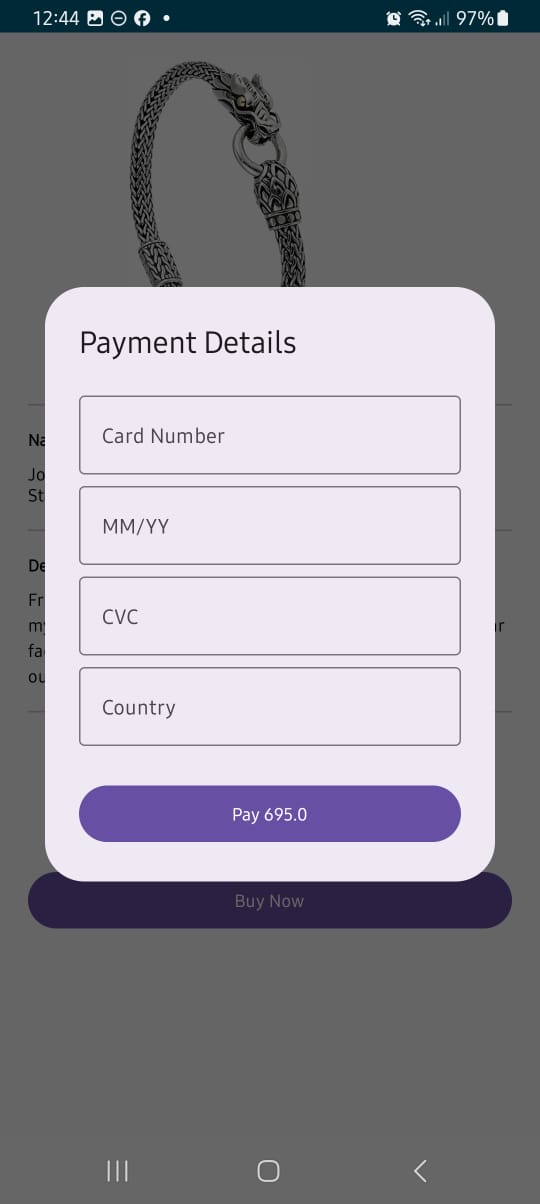 12:44
97%
Payment Details
Card Number
Na
Jo
St
MM/YY
De
Fr
CVC
my
ur
fa
ou
Country
Pay 695.0
Buy Now